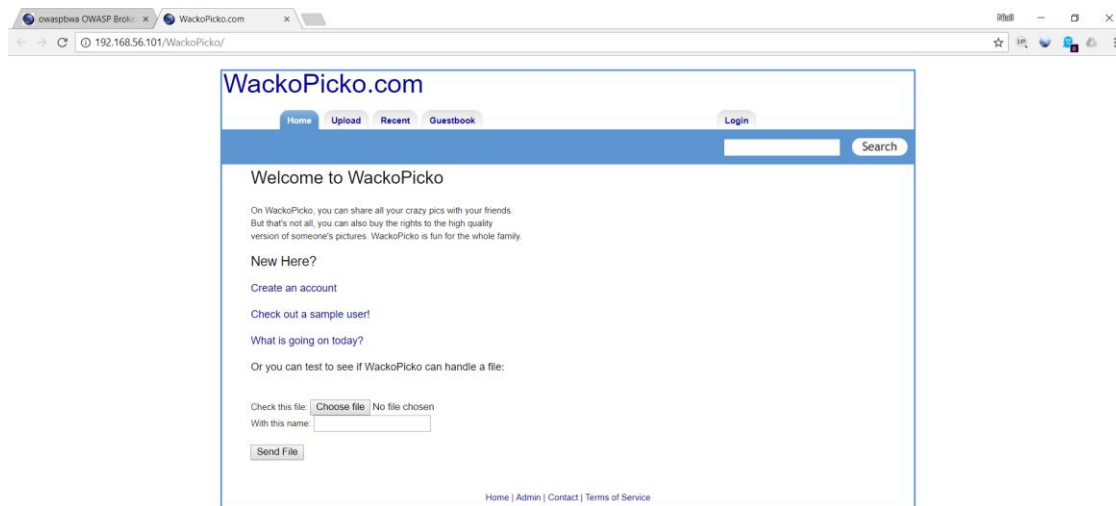 owaspbwa OWASP Broke
WackoPicko.com
192.168.56.101/WackoPicko/
WackoPicko.com
Home Upload Recent Guestbook Login
Search
Welcome to WackoPicko
On WackoPicko, you can share all your crazy pics with your friends.
But that's not all, you can also buy the rights to the high quality
version of someone's pictures. WackoPicko is fun for the whole family.
New Here?
Create an account
Check out a sample user!
What is going on today?
Or you can test to see if WackoPicko can handle a file:
Check this file: Choose file No file chosen
With this name:
Send File
Home | Admin | Contact | Terms of Service